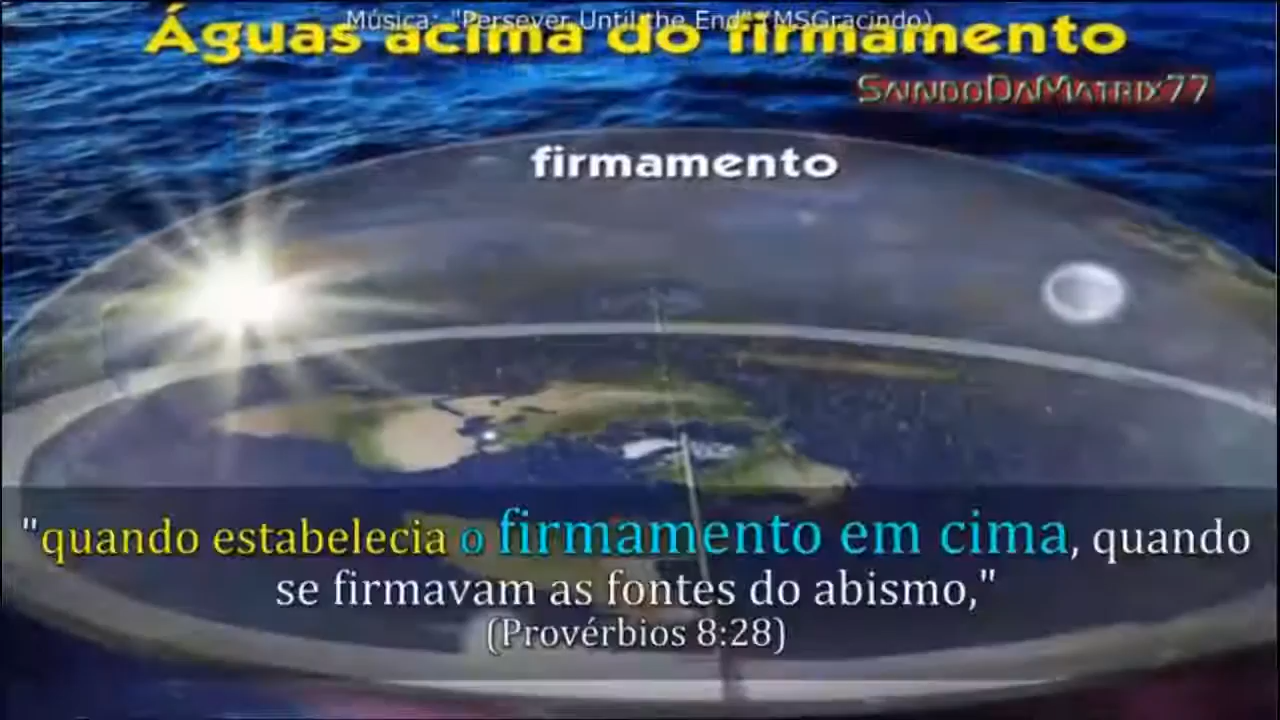 Música: "Persever Until the End" (MSGracindo)
Águas acima do firmamento
SaindoDaMatrix77
firmamento
"quando estabelecia o firmamento em cima, quando
se firmavam as fontes do abismo,"
(Provérbios 8:28)